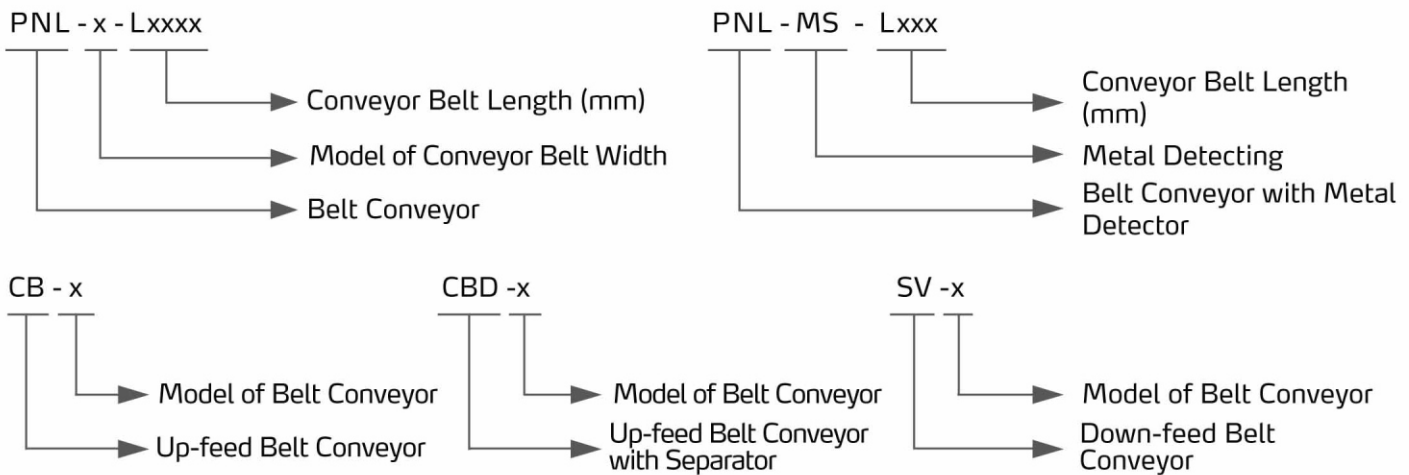 PNL - x - Lxxxx
Conveyor Belt Length (mm)
Model of Conveyor Belt Width
Belt Conveyor
PNL - MS - Lxxx
Conveyor Belt Length
(mm)
Metal Detecting
Belt Conveyor with Metal
Detector
CB - x
Model of Belt Conveyor
Up-feed Belt Conveyor
CBD -x
Model of Belt Conveyor
Up-feed Belt Conveyor
with Separator
SV -x
Model of Belt Conveyor
Down-feed Belt
Conveyor